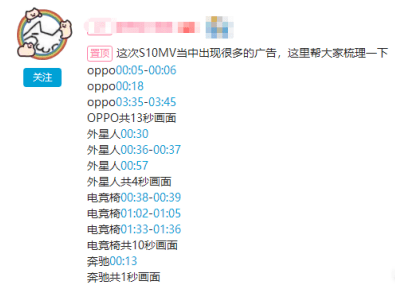 置顶 这次S10MV当中出现很多的广告，这里帮大家梳理一下
关注
oppo00:05-00:06
oppo00:18
oppo03:35-03:45
OPPO共13秒画面
外星人00:30
外星人00:36-00:37
外星人00:57
外星人共4秒画面
电竞椅00:38-00:39
电竞椅01:02-01:05
电竞椅01:33-01:36
电竞椅共10秒画面
奔驰00:13
奔驰共1秒画面